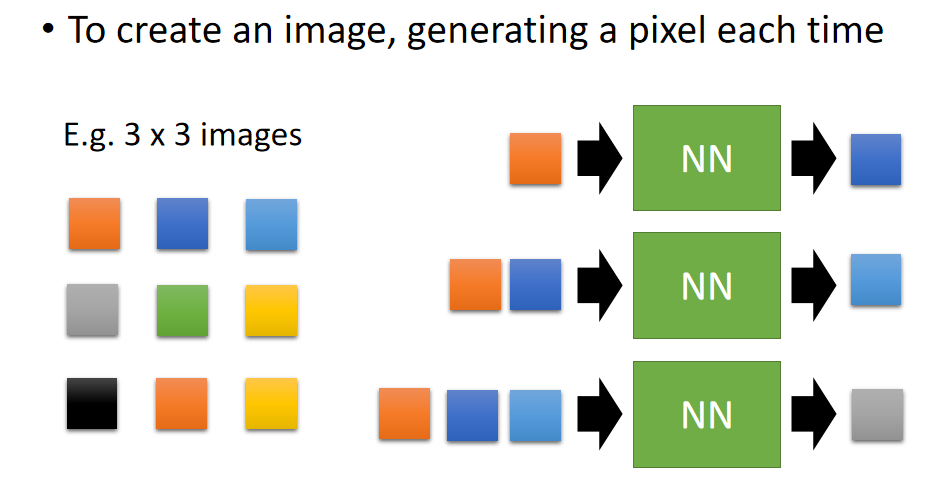 • To create an image, generating a pixel each time
E.g. 3 x 3 images
NN
NN
NN